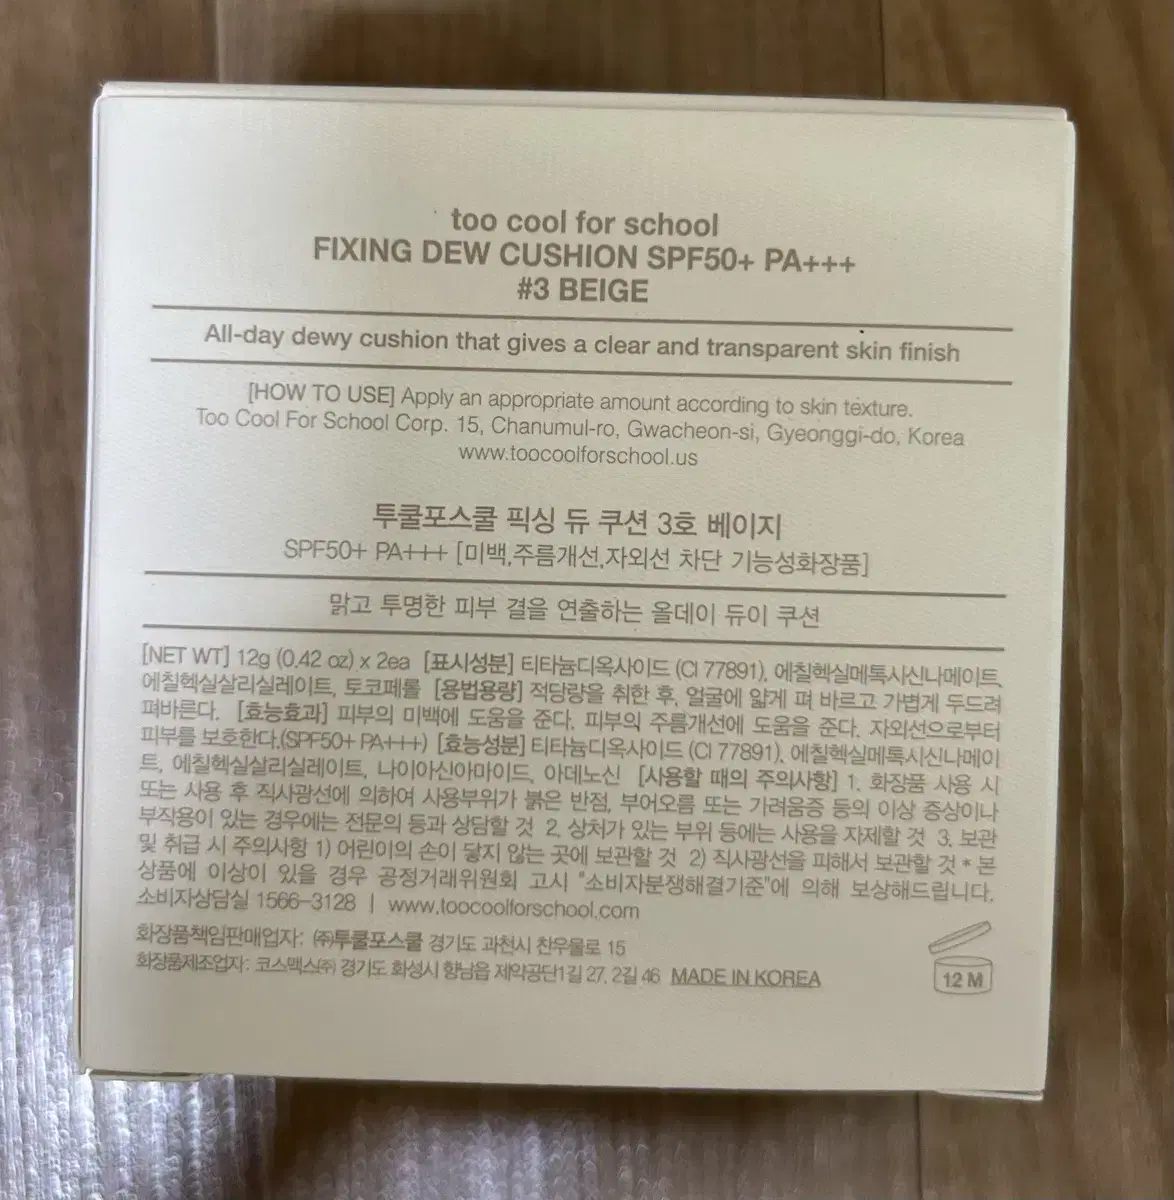 too cool for school
FIXING DEW CUSHION SPF50+ PA+++
#3 BEIGE
All-day dewy cushion that gives a clear and transparent skin finish
[HOW TO USE] Apply an appropriate amount according to skin texture.
Too Cool For School Corp. 15, Chanumul-ro, Gwacheon-si, Gyeonggi-do, Korea
www.toocoolforschool.us
투쿨포스쿨 픽싱 듀 쿠션 3호 베이지
SPF50+ PA+++ [미백,주름개선,자외선 차단 기능성화장품]
맑고 투명한 피부 결을 연출하는 올데이 듀이 쿠션
[NET WT] 12g (0.42 oz) x 2ea [표시성분] 티타늄디옥사이드 (CI 77891), 에칠헥실메톡시신나메이트,
에칠헥실살리실레이트, 토코페롤 [용법용량] 적당량을 취한 후, 얼굴에 얇게 펴 바르고 가볍게 두드려
펴바른다. [효능효과] 피부의 미백에 도움을 준다. 피부의 주름개선에 도움을 준다. 자외선으로부터
피부를 보호한다.(SPF50+ PA+++) [효능성분] 티타늄디옥사이드 (CI 77891), 에칠헥실메톡시신나메이
트, 에칠헥실살리실레이트, 나이아신아마이드, 아데노신 [사용할 때의 주의사항] 1. 화장품 사용 시
또는 사용 후 직사광선에 의하여 사용부위가 붉은 반점, 부어오름 또는 가려움증 등의 이상 증상이나
부작용이 있는 경우에는 전문의 등과 상담할 것 2. 상처가 있는 부위 등에는 사용을 자제할 것 3. 보관
및 취급 시 주의사항 1) 어린이의 손이 닿지 않는 곳에 보관할 것 2) 직사광선을 피해서 보관할 것 * 본
상품에 이상이 있을 경우 공정거래위원회 고시 "소비자분쟁해결기준"에 의해 보상해드립니다.
소비자상담실 1566-3128 | www.toocoolforschool.com
화장품책임판매업자: ㈜투쿨포스쿨 경기도 과천시 찬우물로 15
화장품제조업자: 코스맥스㈜ 경기도 화성시 향남읍 제약공단1길 27, 2길 46 MADE IN KOREA
12 M